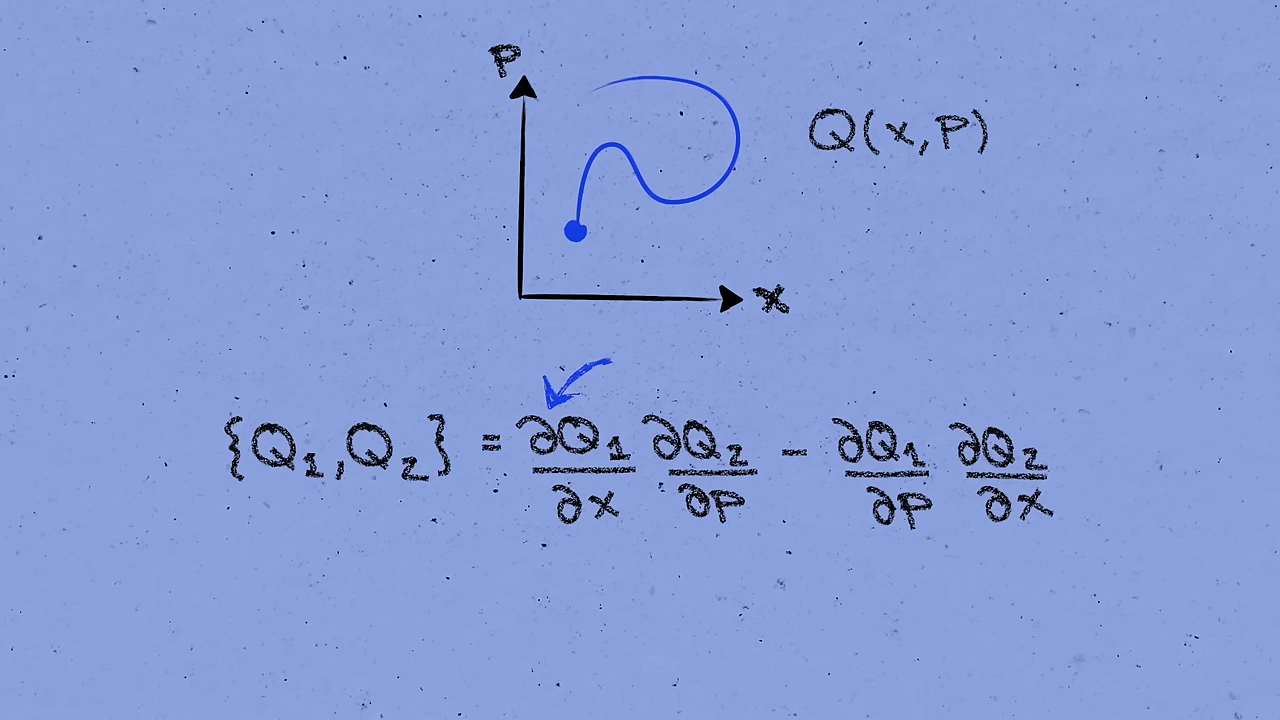 P
Q(x,p)
x
{Q₁,Q₂} = ∂Q₁/∂x ∂Q₂/∂p - ∂Q₁/∂p ∂Q₂/∂x